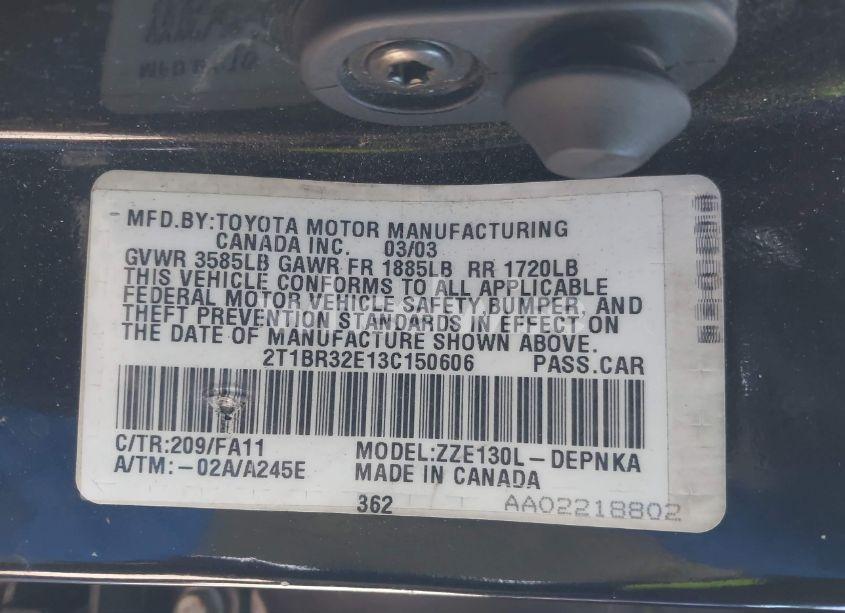 MFD.BY:TOYOTA MOTOR MANUFACTURING
CANADA INC. 03/03
GVWR 3585LB GAWR FR 1885LB RR 1720LB
THIS VEHICLE CONFORMS TO ALL APPLICABLE
FEDERAL MOTOR VEHICLE SAFETY,BUMPER, AND
THEFT PREVENTION STANDARDS IN EFFECT ON
THE DATE OF MANUFACTURE SHOWN ABOVE.
2T1BR32E13C150606 PASS.CAR
C/TR:209/FA11 MODEL:ZZE130L-DEPNKA
A/TM:-02A/A245E MADE IN CANADA
362 AA02218802